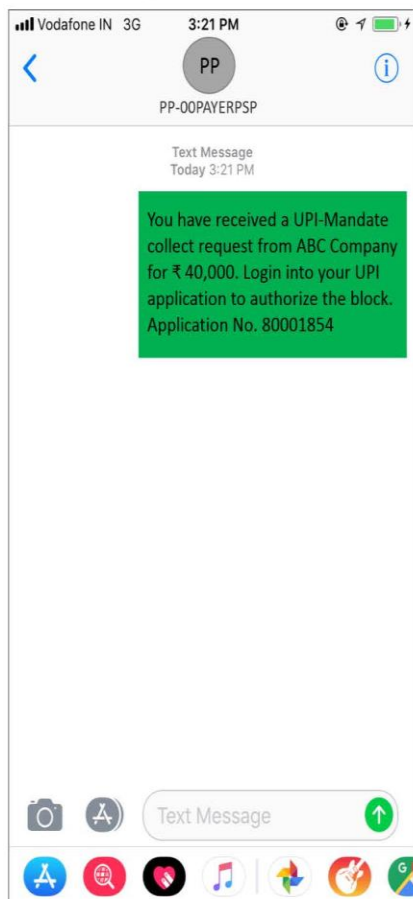 Vodafone IN 3G 3:21 PM
PP
PP-00PAYERPSP
Text Message
Today 3:21 PM
You have received a UPI-Mandate
collect request from ABC Company
for ₹ 40,000. Login into your UPI
application to authorize the block.
Application No. 80001854
Text Message